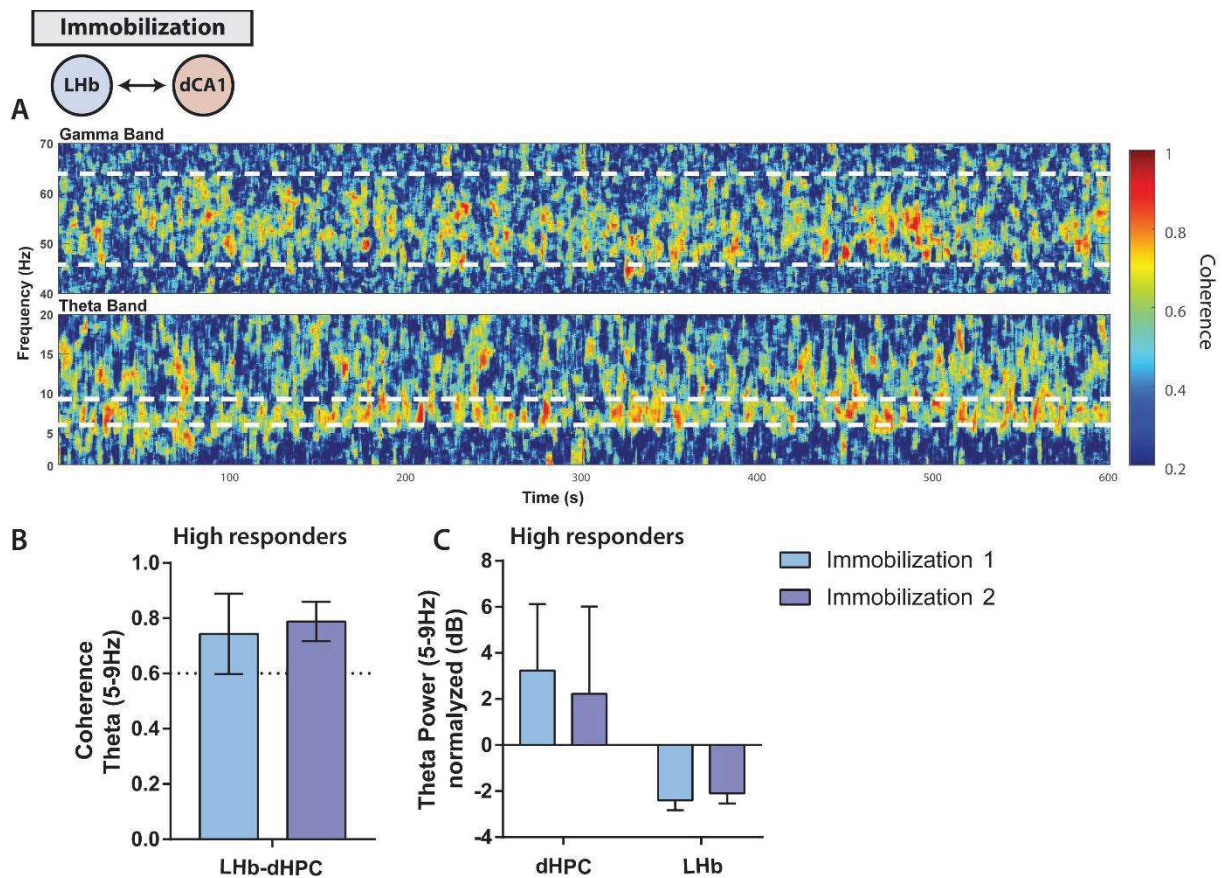 Immobilization
LHb
dCA1
A
Gamma Band
70
60
50
40
Theta Band
20
15
10
5
0
Frequency (Hz)
100
200
300
400
500
600
Time (s)
1
0.8
0.6
0.4
0.2
Coherence
B
High responders
1.0
0.8
0.6
0.4
0.2
0.0
Coherence
Theta (5-9Hz)
LHb-dHPC
C
High responders
8
6
4
2
0
-2
-4
Theta Power (5-9Hz)
normalyzed (dB)
dHPC
LHb
Immobilization 1
Immobilization 2